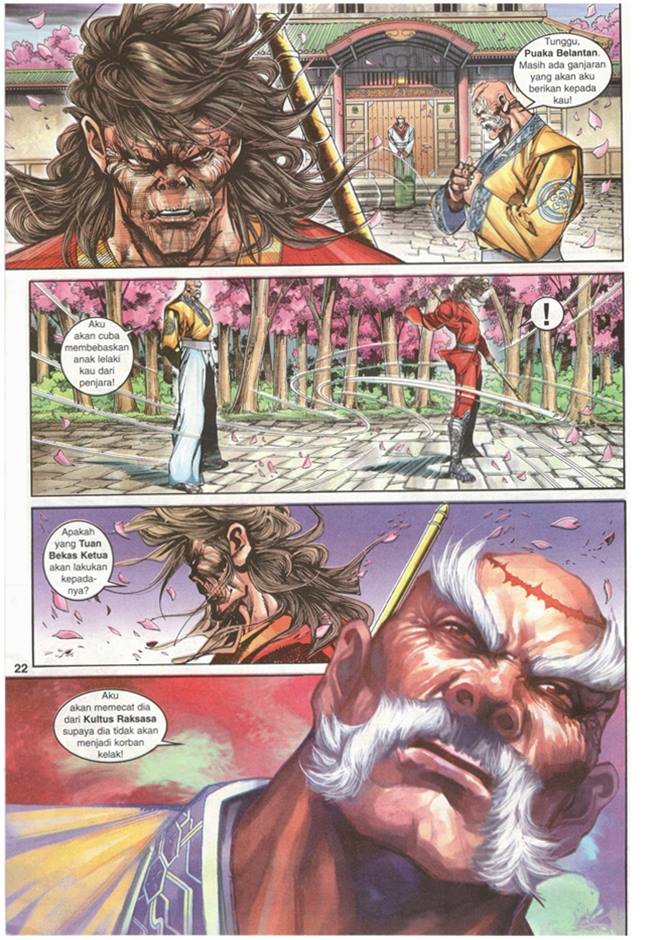 Tunggu,
Puaka Belantan.
Masih ada ganjaran
yang akan aku
berikan kepada
kau!
Aku
akan cuba
membebaskan
anak lelaki
kau dari
penjara!
!
Apakah
yang Tuan
Bekas Ketua
akan lakukan
kepada-
nya?
22
Aku
akan memecat dia
dari Kultus Raksasa
supaya dia tidak akan
menjadi korban
kelak!